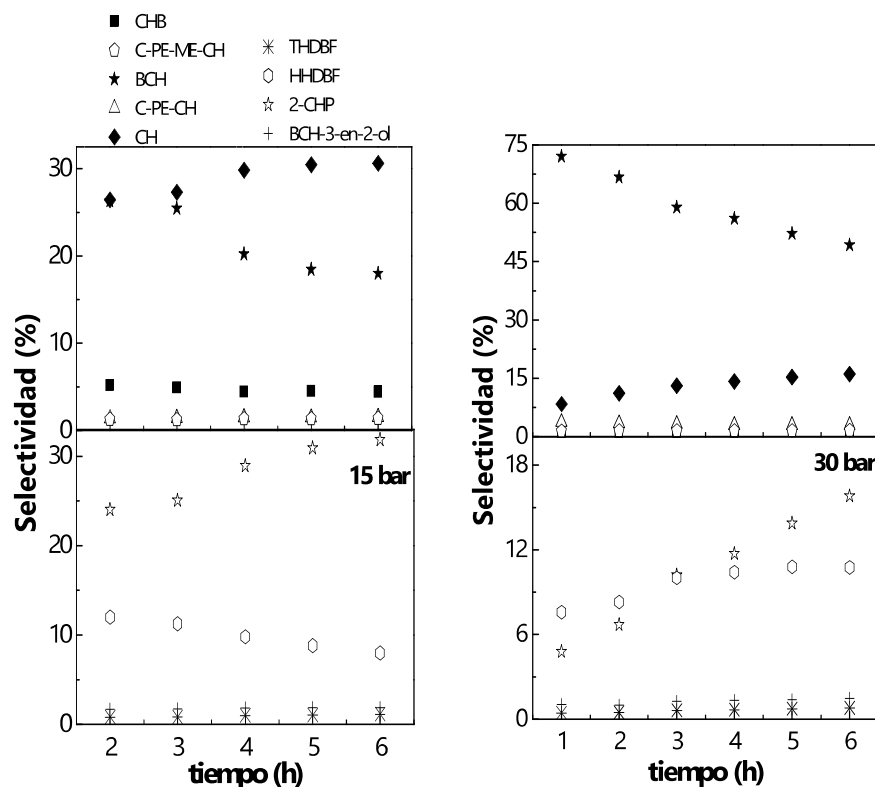 CHB
C-PE-ME-CH
BCH
C-PE-CH
CH
THDBF
HHDBF
2-CHP
BCH-3-en-2-ol
Selectividad (%)
30
20
10
0
30
20
10
0
15 bar
2 3 4 5 6
tiempo (h)
Selectividad (%)
75
60
45
30
15
0
18
12
6
0
30 bar
1 2 3 4 5 6
tiempo (h)